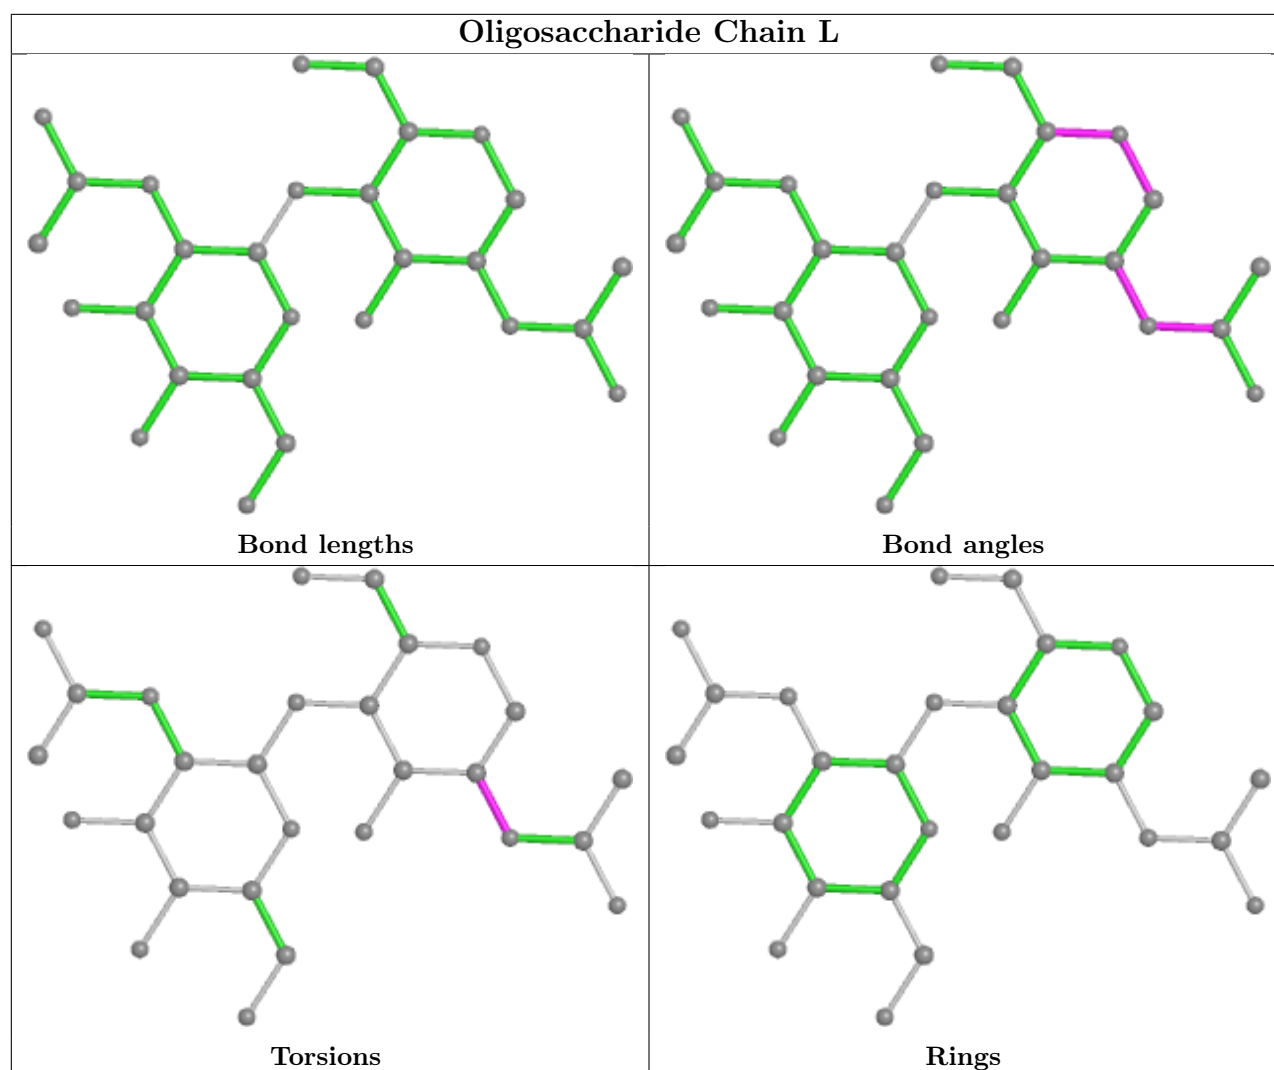 Oligosaccharide Chain L
Bond lengths
Bond angles
Torsions
Rings